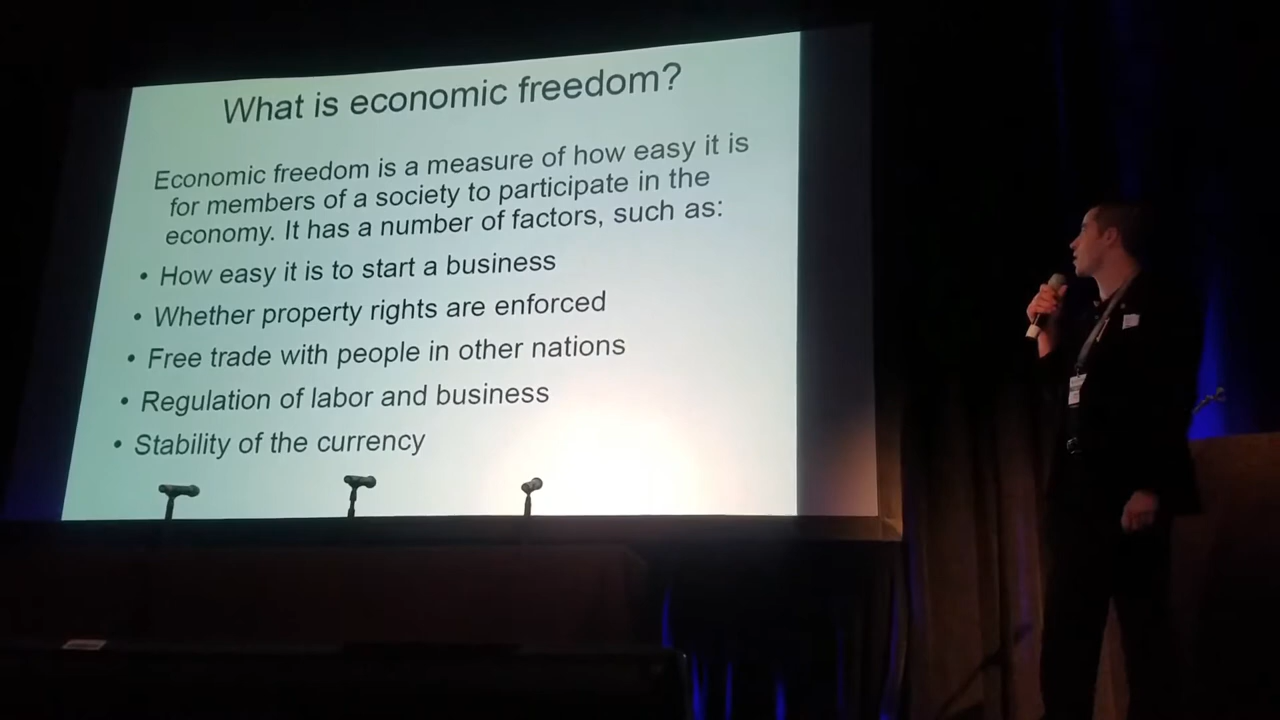 What is economic freedom?
Economic freedom is a measure of how easy it is
for members of a society to participate in the
economy. It has a number of factors, such as:
• How easy it is to start a business
• Whether property rights are enforced
• Free trade with people in other nations
• Regulation of labor and business
• Stability of the currency